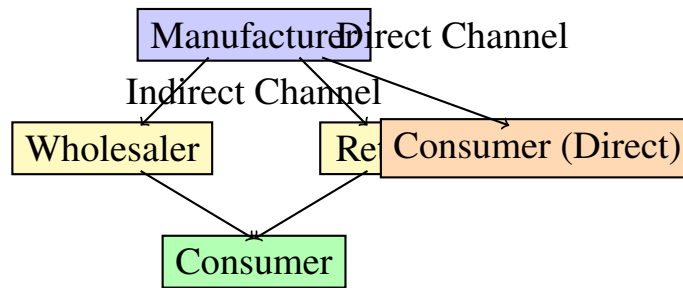 Manufacturer
Direct Channel
Indirect Channel
Wholesaler
Consumer (Direct)
Consumer